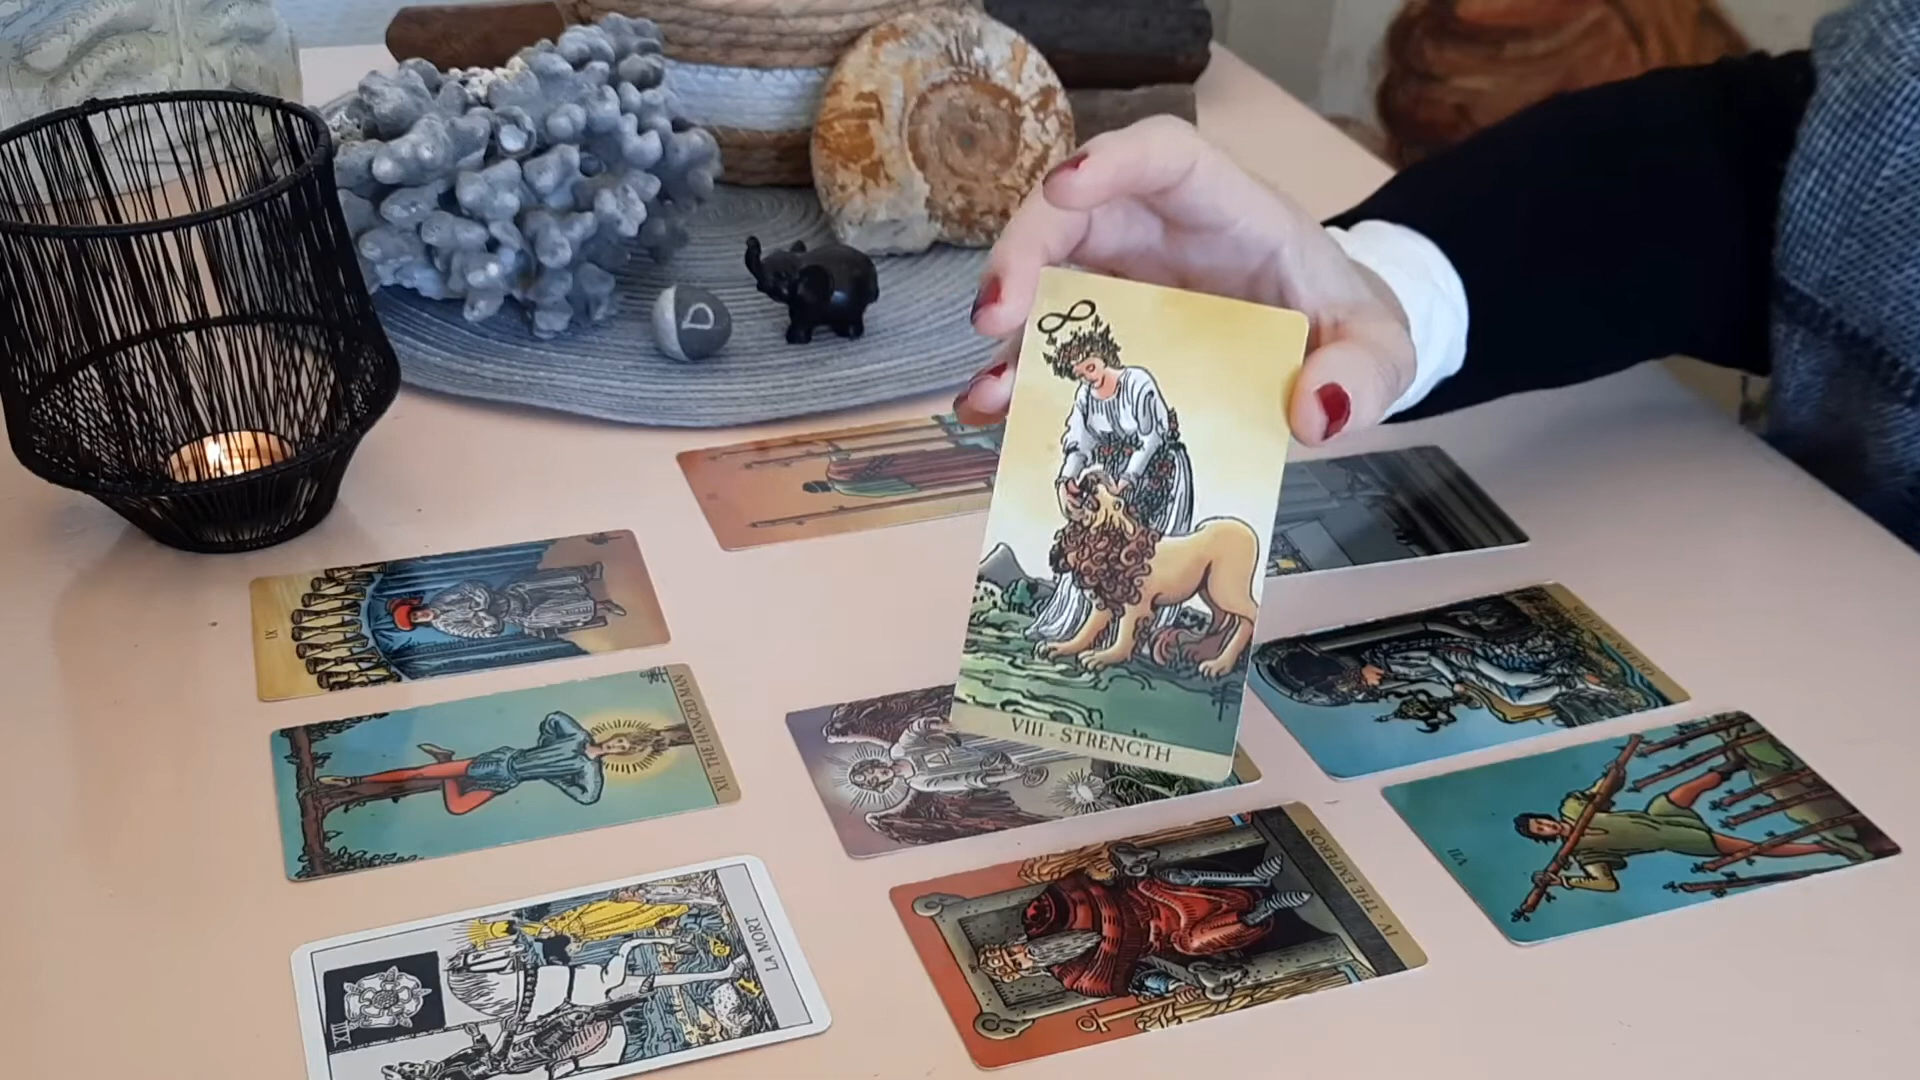 D
VIII - STRENGTH
IX
XII - THE HANGED MAN
IV - THE EMPEROR
VII
XIII
LA MORT